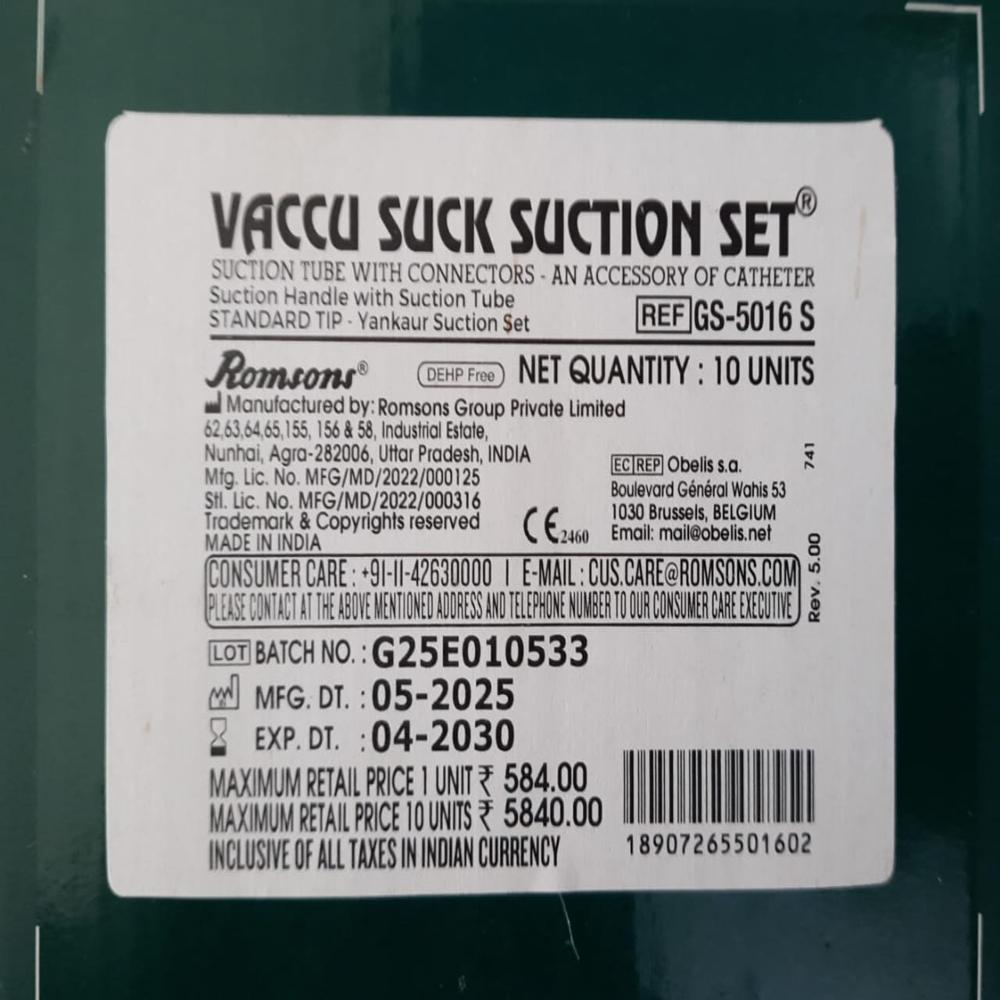 VACCU SUCK SUCTION SET®
SUCTION TUBE WITH CONNECTORS - AN ACCESSORY OF CATHETER
Suction Handle with Suction Tube
STANDARD TIP - Yankaur Suction Set
REF GS-5016 S
Romsons®
DEHP Free
NET QUANTITY : 10 UNITS
Manufactured by: Romsons Group Private Limited
62,63,64,65,155, 156 & 58, Industrial Estate,
Nunhai, Agra-282006, Uttar Pradesh, INDIA
Mfg. Lic. No. MFG/MD/2022/000125
Stl. Lic. No. MFG/MD/2022/000316
Trademark & Copyrights reserved
MADE IN INDIA
CE 2460
EC REP Obelis s.a.
Boulevard Général Wahis 53
1030 Brussels, BELGIUM
Email: mail@obelis.net
741
Rev. 5.00
CONSUMER CARE : +91-11-42630000 | E-MAIL : CUS.CARE@ROMSONS.COM
PLEASE CONTACT AT THE ABOVE MENTIONED ADDRESS AND TELEPHONE NUMBER TO OUR CONSUMER CARE EXECUTIVE
LOT BATCH NO. : G25E010533
MFG. DT. : 05-2025
EXP. DT. : 04-2030
MAXIMUM RETAIL PRICE 1 UNIT ₹ 584.00
MAXIMUM RETAIL PRICE 10 UNITS ₹ 5840.00
INCLUSIVE OF ALL TAXES IN INDIAN CURRENCY
18907265501602